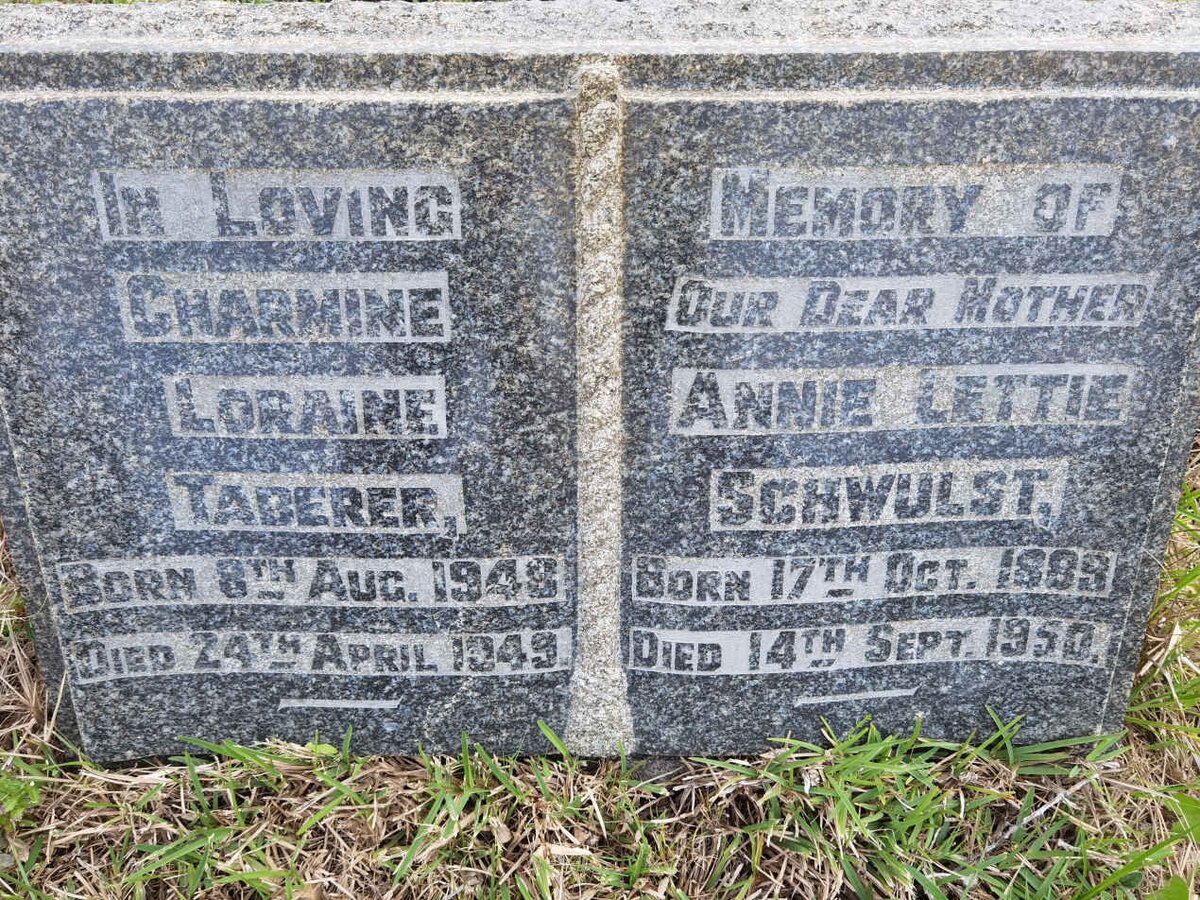 In Loving
Charmine
Loraine
Taderer,
Born 8th Aug. 1948
Died 24th April 1949
Memory of
Our Dear Mother
Annie Lettie
Schwulst,
Born 17th Oct. 1889
Died 14th Sept. 1950.